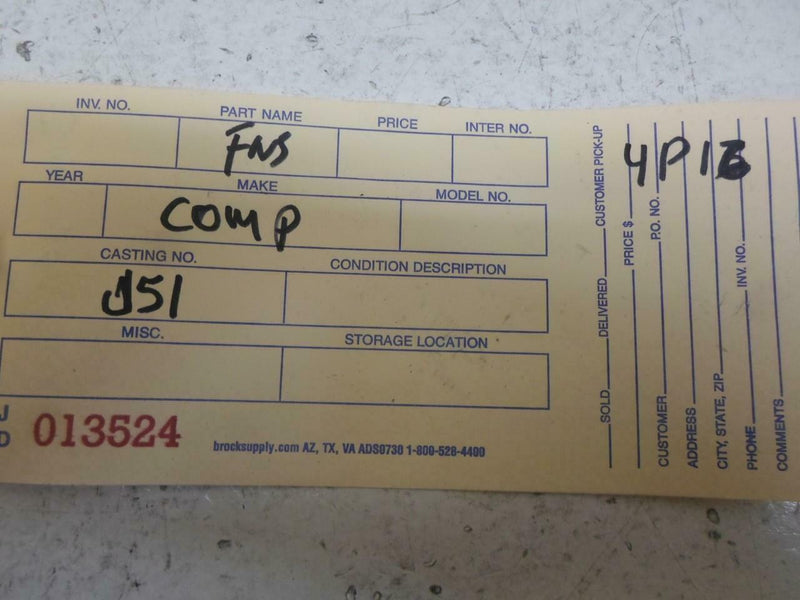 INV. NO. PART NAME PRICE INTER NO.
FNS
YEAR MAKE MODEL NO.
COMP
CASTING NO. CONDITION DESCRIPTION
J51
MISC. STORAGE LOCATION
J
D 013524
brocksupply.com AZ, TX, VA ADS9730 1-800-528-4400
SOLD DELIVERED CUSTOMER PICK-UP
PRICE $
CUSTOMER P.O. NO.
ADDRESS
CITY, STATE, ZIP
PHONE INV. NO.
COMMENTS